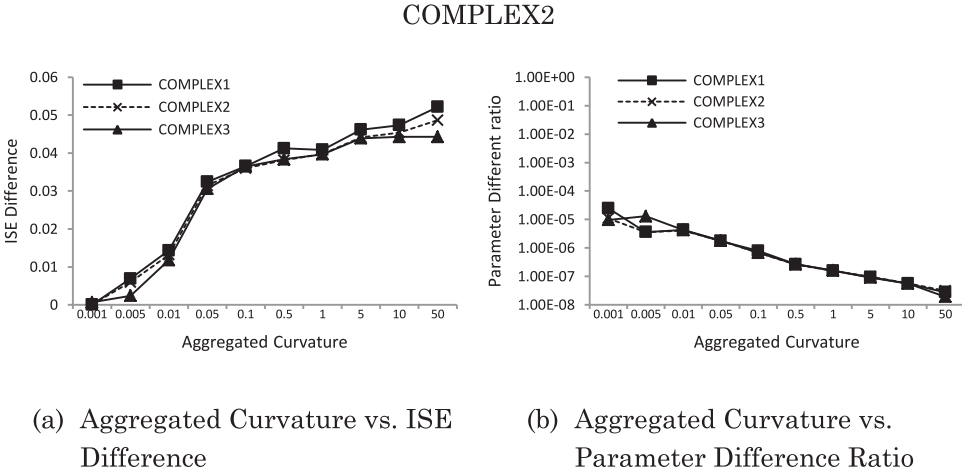 COMPLEX2
0.06
0.05
0.04
0.03
0.02
0.01
0
ISE Difference
COMPLEX1
COMPLEX2
COMPLEX3
0.001 0.005 0.01 0.05 0.1 0.5 1 5 10 50
Aggregated Curvature
1.00E+00
1.00E-01
1.00E-02
1.00E-03
1.00E-04
1.00E-05
1.00E-06
1.00E-07
1.00E-08
Parameter Different ratio
COMPLEX1
COMPLEX2
COMPLEX3
0.001 0.005 0.01 0.05 0.1 0.5 1 5 10 50
Aggregated Curvature
(a) Aggregated Curvature vs. ISE
Difference
(b) Aggregated Curvature vs.
Parameter Difference Ratio